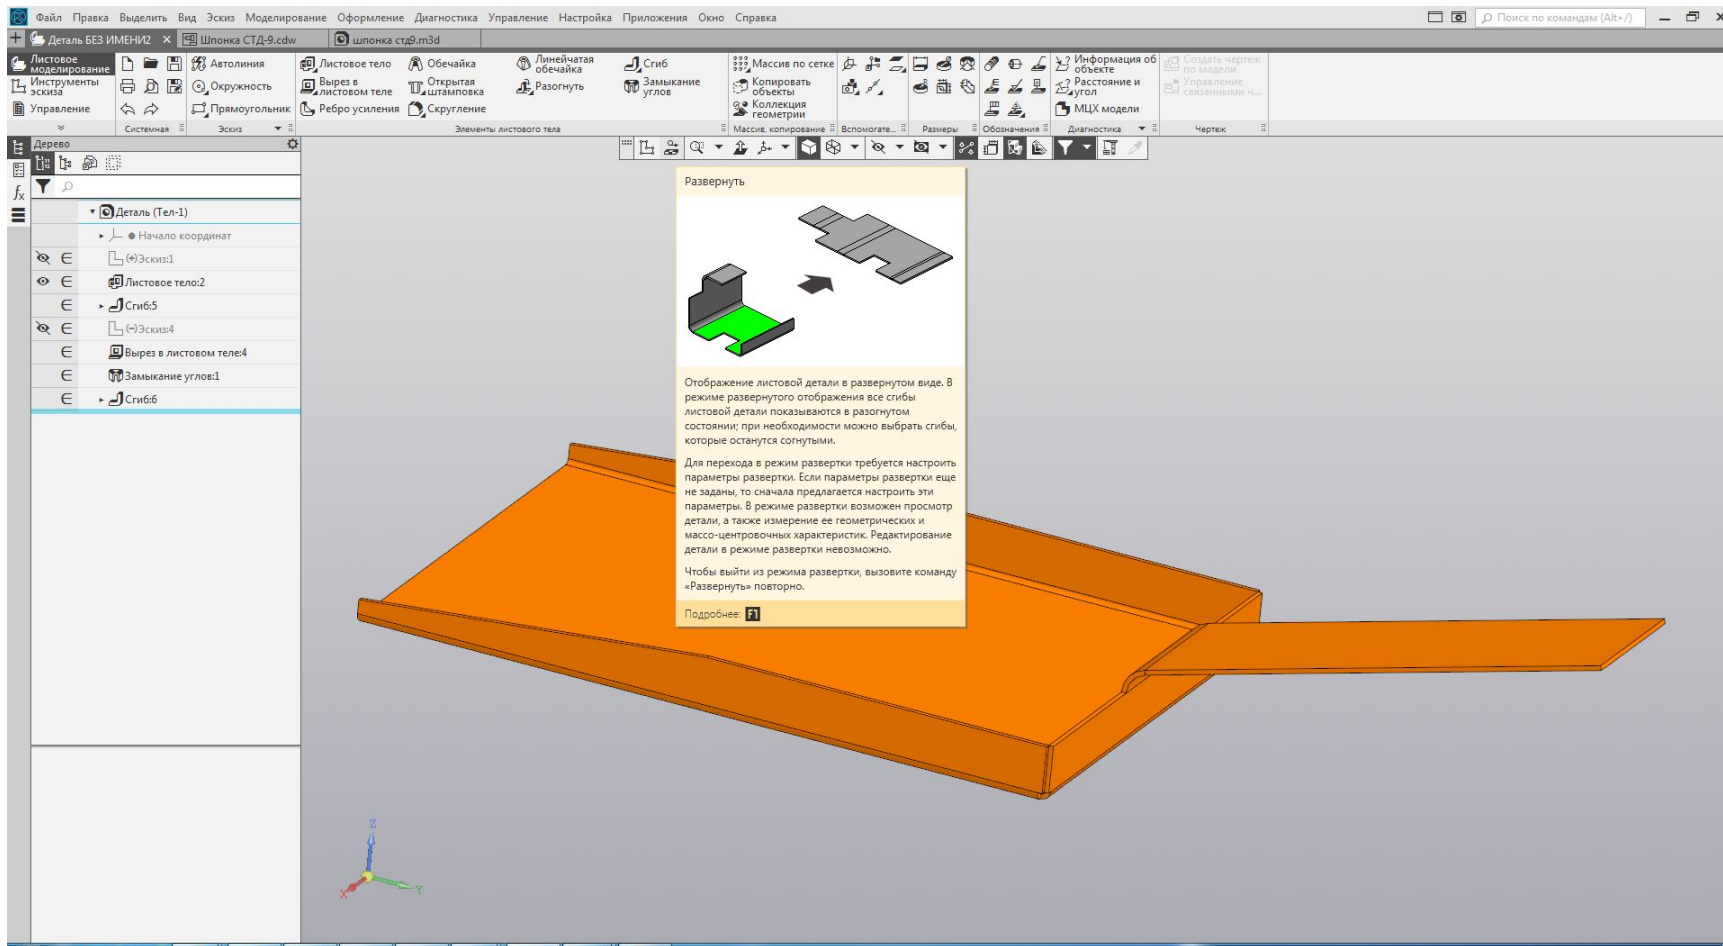 Файл Правка Выделить Вид Эскиз Моделирование Оформление Диагностика Управление Настройка Приложения Окно Справка
Поиск по командам (Alt+/)
Деталь БЕЗ ИМЕНИ2
Шпонка СТД-9.cdw
шпонка стд9.m3d
Листовое моделирование
Инструменты эскиза
Управление
Системная
Автолиния
Окружность
Прямоугольник
Эскиз
Листовое тело
Вырез в листовом теле
Ребро усиления
Обечайка
Открытая штамповка
Скругление
Линейчатая обечайка
Разогнуть
Сгиб
Замыкание углов
Элементы листового тела
Массив по сетке
Копировать объекты
Коллекция геометрии
Массив, копирование
Вспомогате...
Размеры
Обозначения
Информация об объекте
Расстояние и угол
МЦХ модели
Диагностика
Создать чертеж по модели
Управление связанными ч...
Чертеж
Дерево
Деталь (Тел-1)
Начало координат
(+)Эскиз:1
Листовое тело:2
Сгиб:5
(-)Эскиз:4
Вырез в листовом теле:4
Замыкание углов:1
Сгиб:6
Развернуть
Отображение листовой детали в развернутом виде. В
режиме развернутого отображения все сгибы
листовой детали показываются в разогнутом
состоянии; при необходимости можно выбрать сгибы,
которые останутся согнутыми.
Для перехода в режим развертки требуется настроить
параметры развертки. Если параметры развертки еще
не заданы, то сначала предлагается настроить эти
параметры. В режиме развертки возможен просмотр
детали, а также измерение ее геометрических и
массо-центровочных характеристик. Редактирование
детали в режиме развертки невозможно.
Чтобы выйти из режима развертки, вызовите команду
«Развернуть» повторно.
Подробнее: F1
Z
X
Y